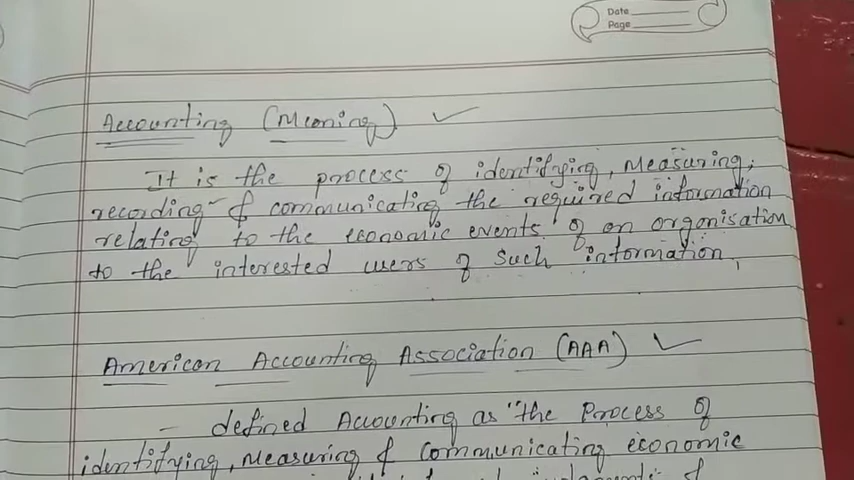 Date
Page
Accounting (Meaning)
It is the process of identifying, Measuring,
recording & communicating the required information
relating to the economic events of an organisation
to the interested users of Such information.
American Accounting Association (AAA)
- defined Accounting as "the Process of
identifying, Measuring & Communicating economic